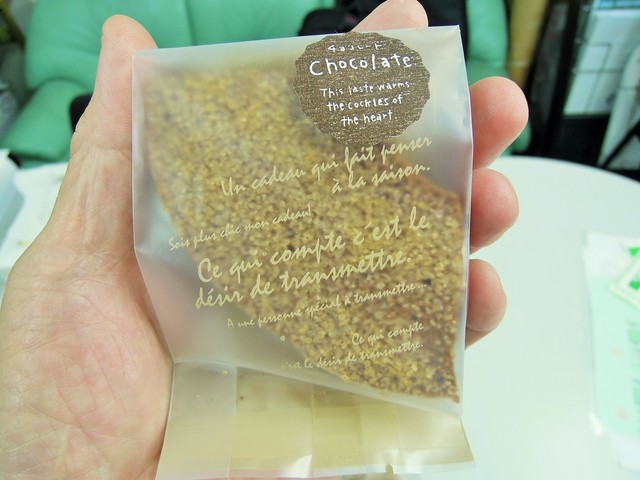 チョコレート
Chocolate
This taste warms
the cockles of
the heart
Un cadeau qui fait penser
à la saison.
Sois plus chic mon cadeau!
Ce qui compte c'est le
désir de transmettre.
A une personne spécial à transmettre...
Ce qui compte
c'est le désir de transmettre.